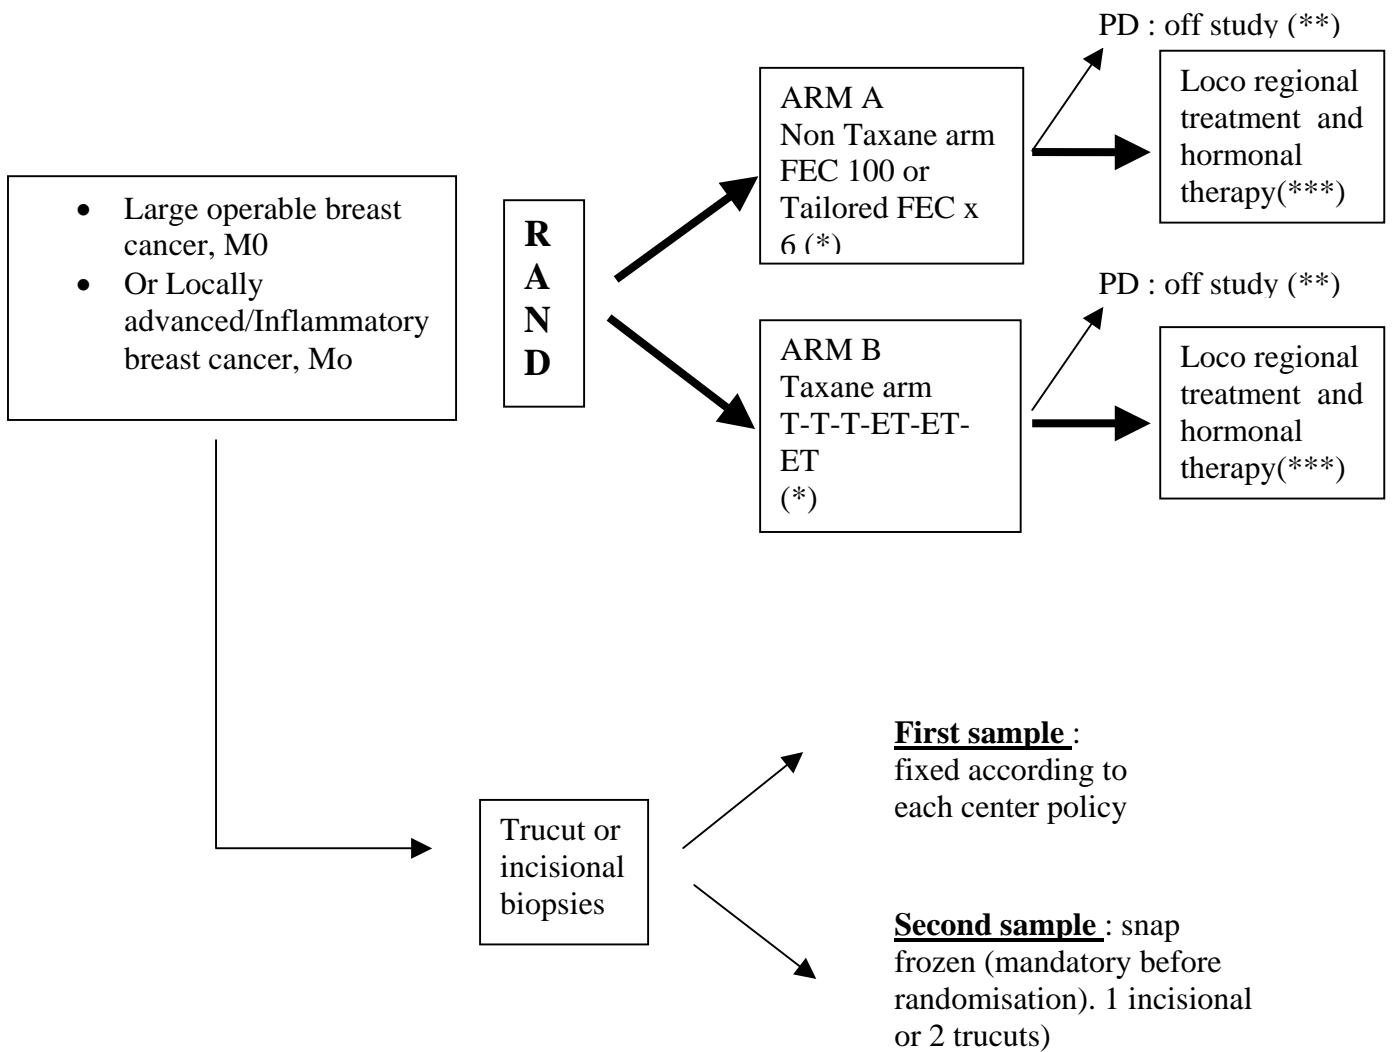 PD : off study (**)
ARM A
Non Taxane arm
FEC 100 or
Tailored FEC x
6 (*)
Loco regional
treatment and
hormonal
therapy(***)
• Large operable breast
cancer, M0
• Or Locally
advanced/Inflammatory
breast cancer, Mo
R
A
N
D
PD : off study (**)
ARM B
Taxane arm
T-T-T-ET-ET-
ET
(*)
Loco regional
treatment and
hormonal
therapy(***)
Trucut or
incisional
biopsies
First sample :
fixed according to
each center policy
Second sample : snap
frozen (mandatory before
randomisation). 1 incisional
or 2 trucuts)